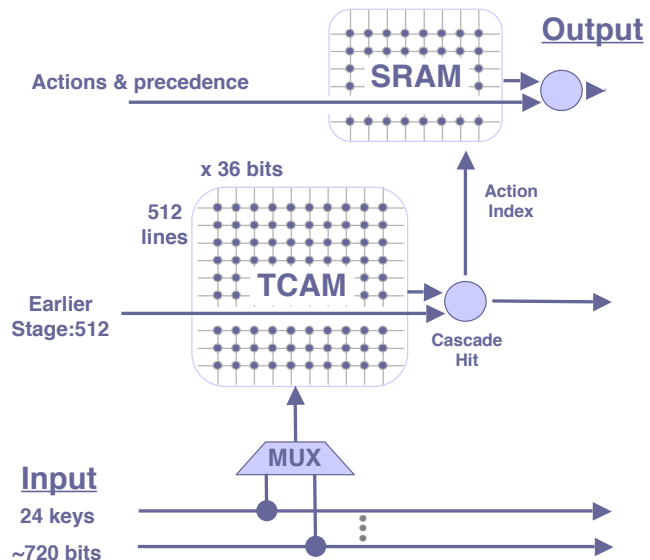 Output
SRAM
Actions & precedence
x 36 bits
512
lines
Action
Index
TCAM
Earlier
Stage:512
Cascade
Hit
MUX
Input
24 keys
~720 bits